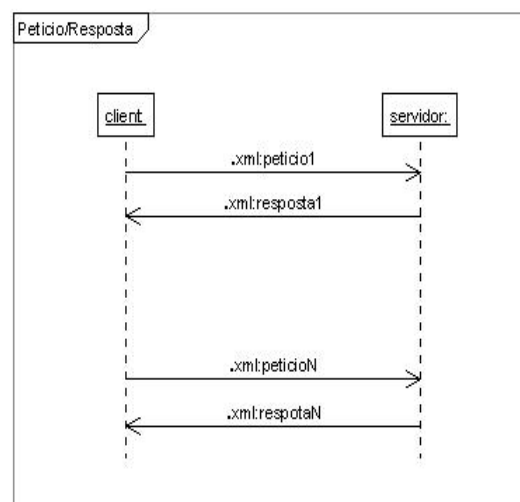 Peticio/Resposta
client:
servidor:
.xml:peticio1
.xml:resposta1
.xml:peticioN
.xml:respotaN